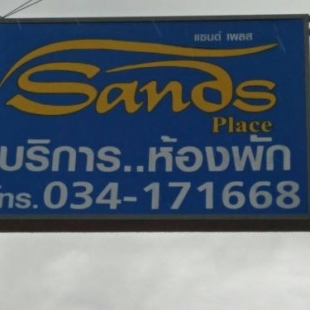 แซนด์ เพลส
Sands
Place
บริการ..ห้องพัก
โทร.034-171668